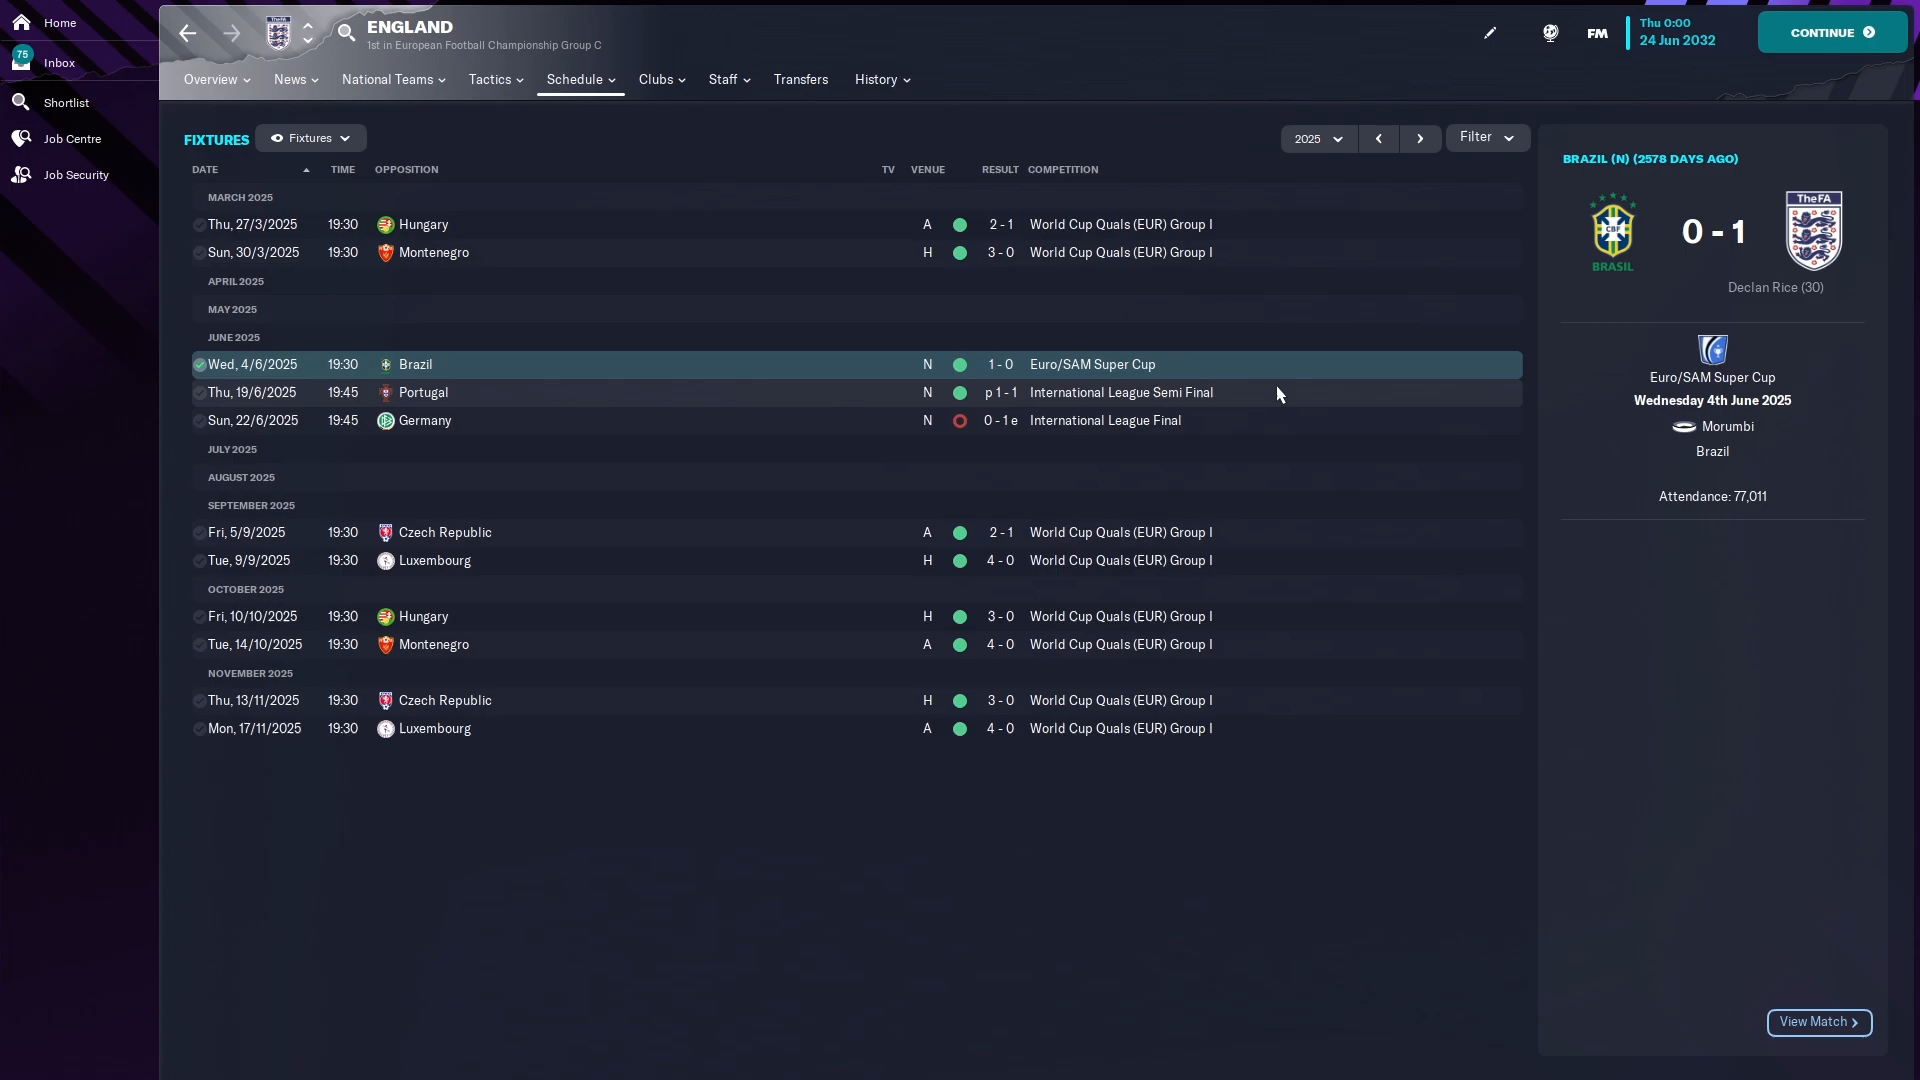 Home
75
Inbox
Shortlist
Job Centre
Job Security
TheFA
ENGLAND
1st in European Football Championship Group C
FM
Thu 0:00
24 Jun 2032
CONTINUE
Overview
News
National Teams
Tactics
Schedule
Clubs
Staff
Transfers
History
FIXTURES
Fixtures
2025
Filter
DATE TIME OPPOSITION TV VENUE RESULT COMPETITION
MARCH 2025
Thu, 27/3/2025 19:30 Hungary A 2 - 1 World Cup Quals (EUR) Group I
Sun, 30/3/2025 19:30 Montenegro H 3 - 0 World Cup Quals (EUR) Group I
APRIL 2025
MAY 2025
JUNE 2025
Wed, 4/6/2025 19:30 Brazil N 1 - 0 Euro/SAM Super Cup
Thu, 19/6/2025 19:45 Portugal N p 1 - 1 International League Semi Final
Sun, 22/6/2025 19:45 Germany N 0 - 1 e International League Final
JULY 2025
AUGUST 2025
SEPTEMBER 2025
Fri, 5/9/2025 19:30 Czech Republic A 2 - 1 World Cup Quals (EUR) Group I
Tue, 9/9/2025 19:30 Luxembourg H 4 - 0 World Cup Quals (EUR) Group I
OCTOBER 2025
Fri, 10/10/2025 19:30 Hungary H 3 - 0 World Cup Quals (EUR) Group I
Tue, 14/10/2025 19:30 Montenegro A 4 - 0 World Cup Quals (EUR) Group I
NOVEMBER 2025
Thu, 13/11/2025 19:30 Czech Republic H 3 - 0 World Cup Quals (EUR) Group I
Mon, 17/11/2025 19:30 Luxembourg A 4 - 0 World Cup Quals (EUR) Group I
BRAZIL (N) (2578 DAYS AGO)
CBF
BRASIL
0 - 1
TheFA
Declan Rice (30)
Euro/SAM Super Cup
Wednesday 4th June 2025
Morumbi
Brazil
Attendance: 77,011
View Match